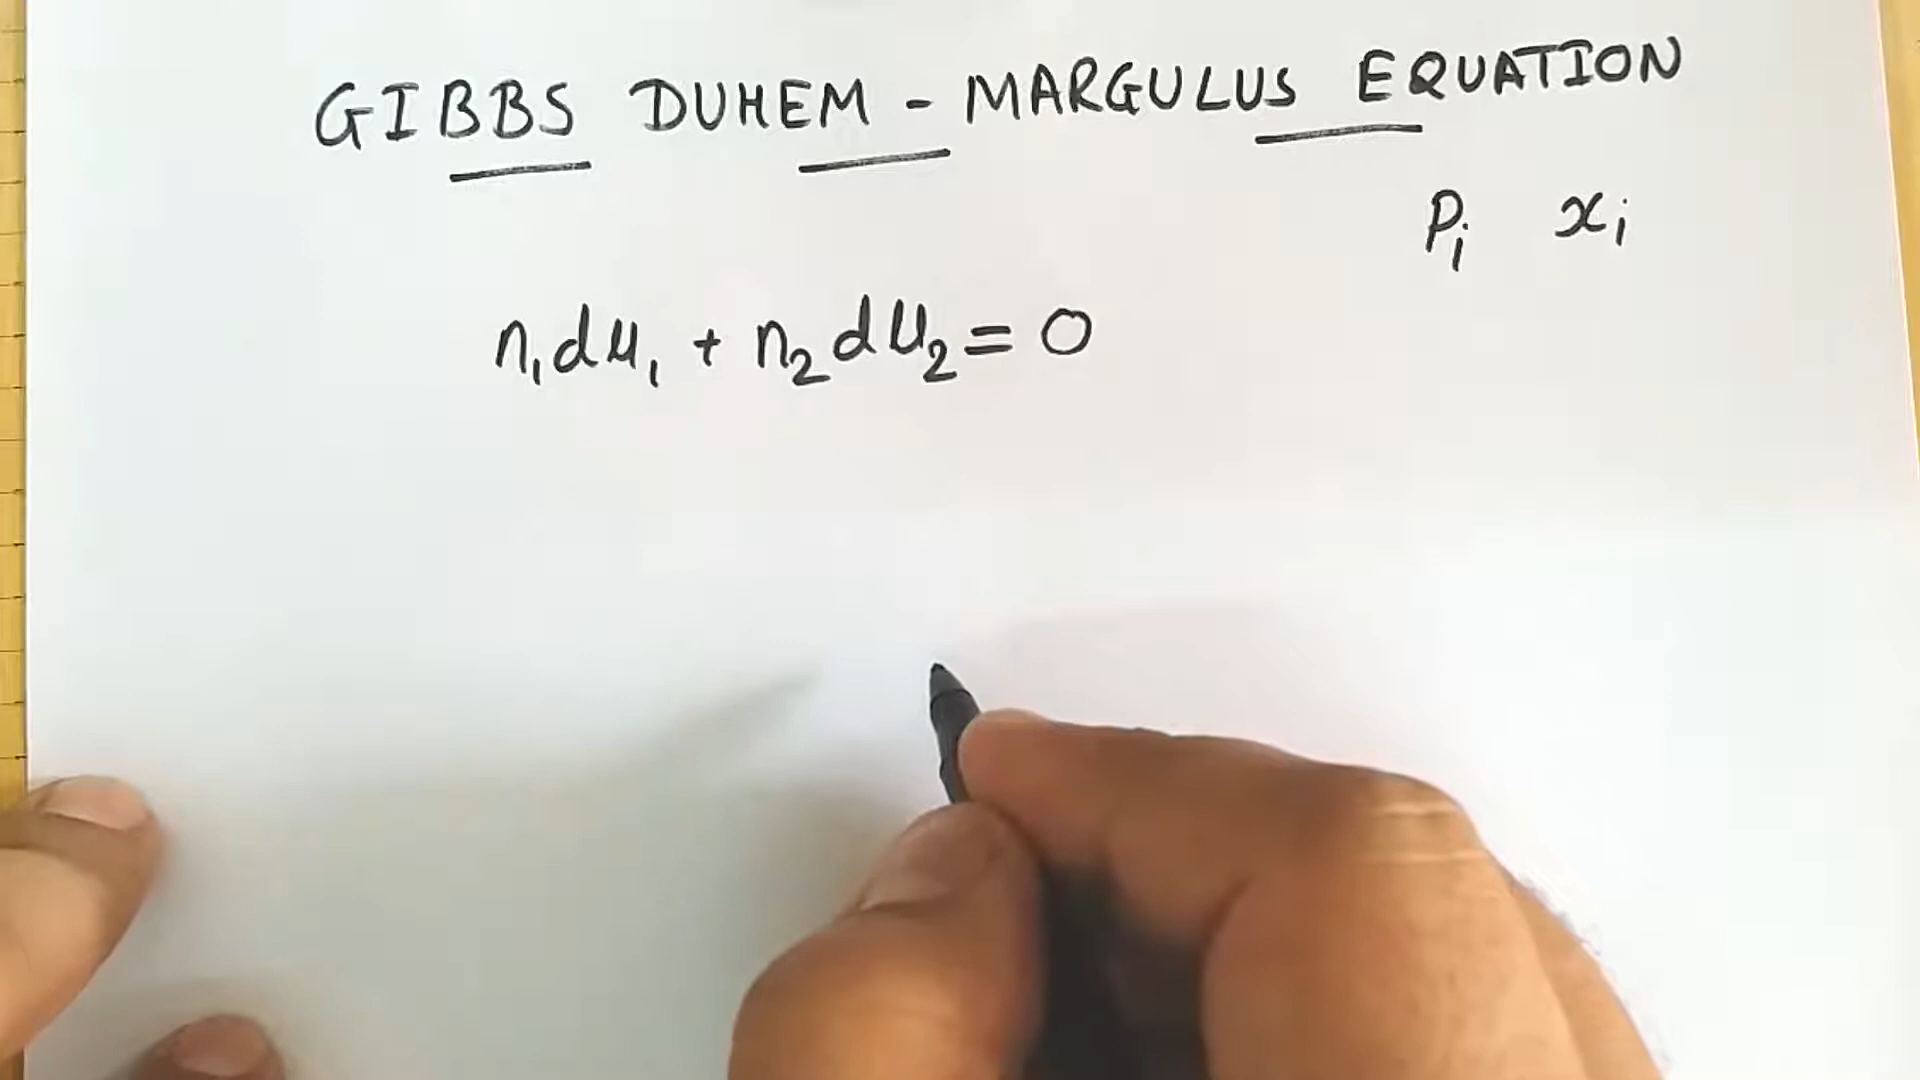 GIBBS DUHEM - MARGULUS EQUATION
Pᵢ xᵢ
n₁dμ₁ + n₂dμ₂ = 0